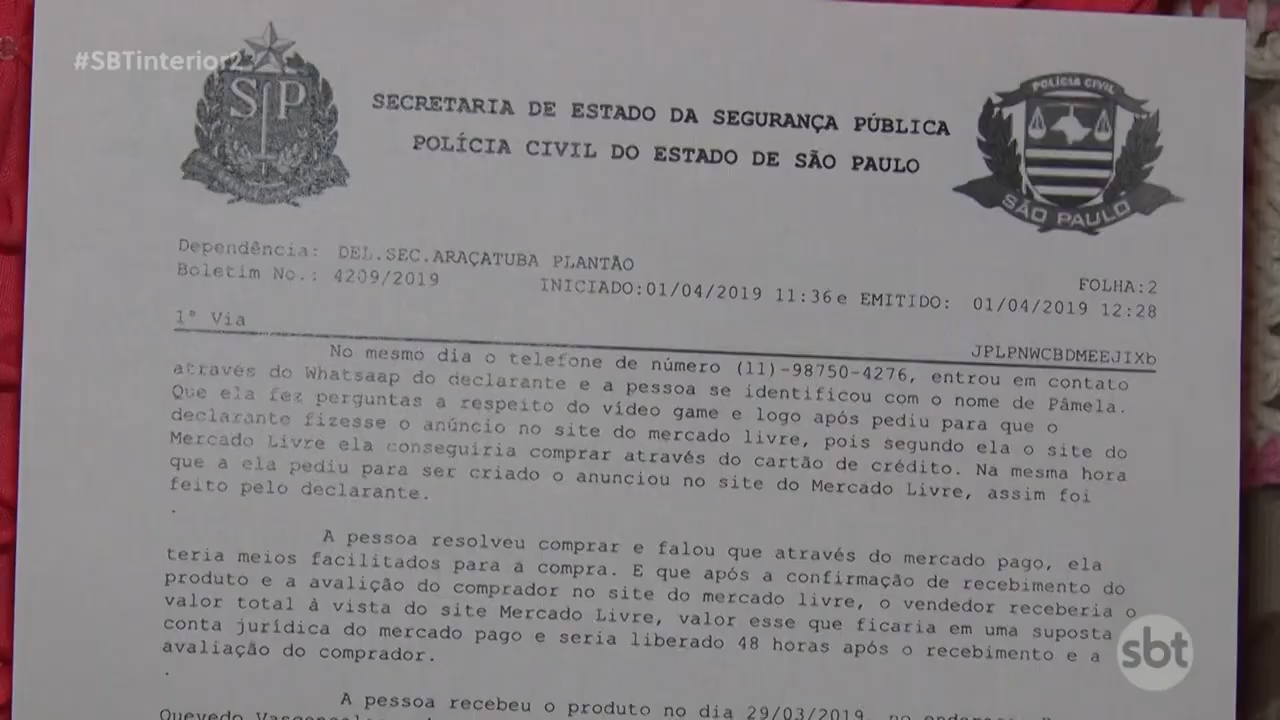 #SBTinterior2
SP
SECRETARIA DE ESTADO DA SEGURANÇA PÚBLICA
POLÍCIA CIVIL DO ESTADO DE SÃO PAULO
POLÍCIA CIVIL
SÃO PAULO
Dependência: DEL.SEC.ARAÇATUBA PLANTÃO
Boletim No.: 4209/2019
INICIADO:01/04/2019 11:36 e EMITIDO: 01/04/2019 12:28
FOLHA:2
1° Via
JPLPNWCBDMEEJIXb
No mesmo dia o telefone de número (11)-98750-4276, entrou em contato
através do Whatsaap do declarante e a pessoa se identificou com o nome de Pâmela.
Que ela fez perguntas a respeito do vídeo game e logo após pediu para que o
declarante fizesse o anúncio no site do mercado livre, pois segundo ela o site do
Mercado Livre ela conseguiria comprar através do cartão de crédito. Na mesma hora
que a ela pediu para ser criado o anunciou no site do Mercado Livre, assim foi
feito pelo declarante.
.
A pessoa resolveu comprar e falou que através do mercado pago, ela
teria meios facilitados para a compra. E que após a confirmação de recebimento do
produto e a avalição do comprador no site do mercado livre, o vendedor receberia o
valor total à vista do site Mercado Livre, valor esse que ficaria em uma suposta
conta jurídica do mercado pago e seria liberado 48 horas após o recebimento e a
avaliação do comprador.
.
A pessoa recebeu o produto no dia 29/03/2019, no
Quevedo
sbt